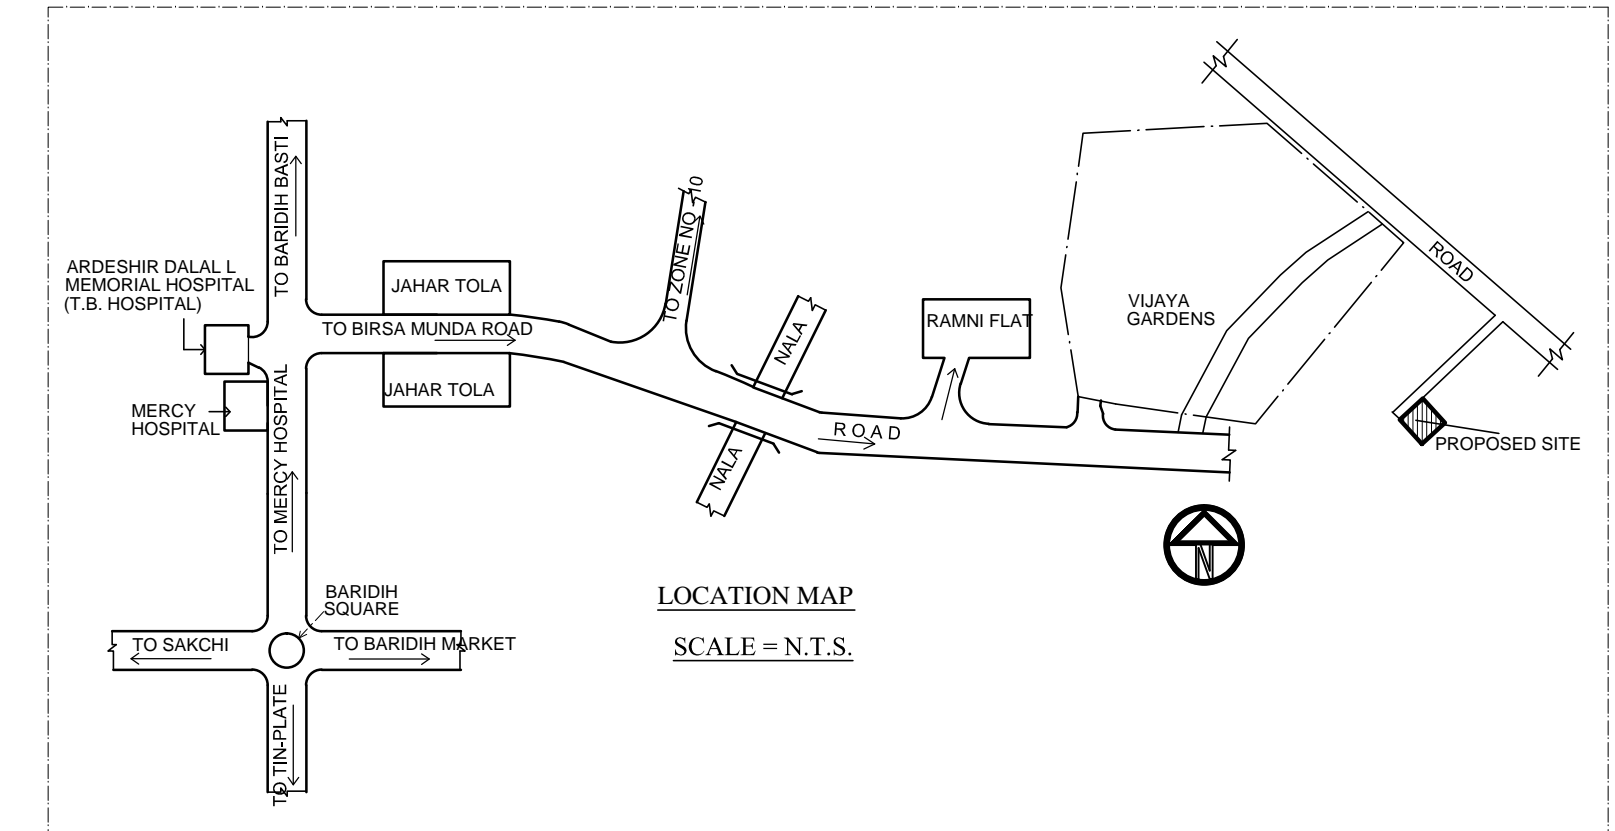 TO BARIDIH BASTI
ARDESHIR DALAL L
MEMORIAL HOSPITAL
(T.B. HOSPITAL)
JAHAR TOLA
TO BIRSA MUNDA ROAD
JAHAR TOLA
MERCY
HOSPITAL
TO MERCY HOSPITAL
TO ZONE NO -10
NALA
NALA
ROAD
RAMNI FLAT
VIJAYA
GARDENS
ROAD
PROPOSED SITE
N
BARIDIH
SQUARE
TO SAKCHI
TO BARIDIH MARKET
TO TIN-PLATE
LOCATION MAP
SCALE = N.T.S.